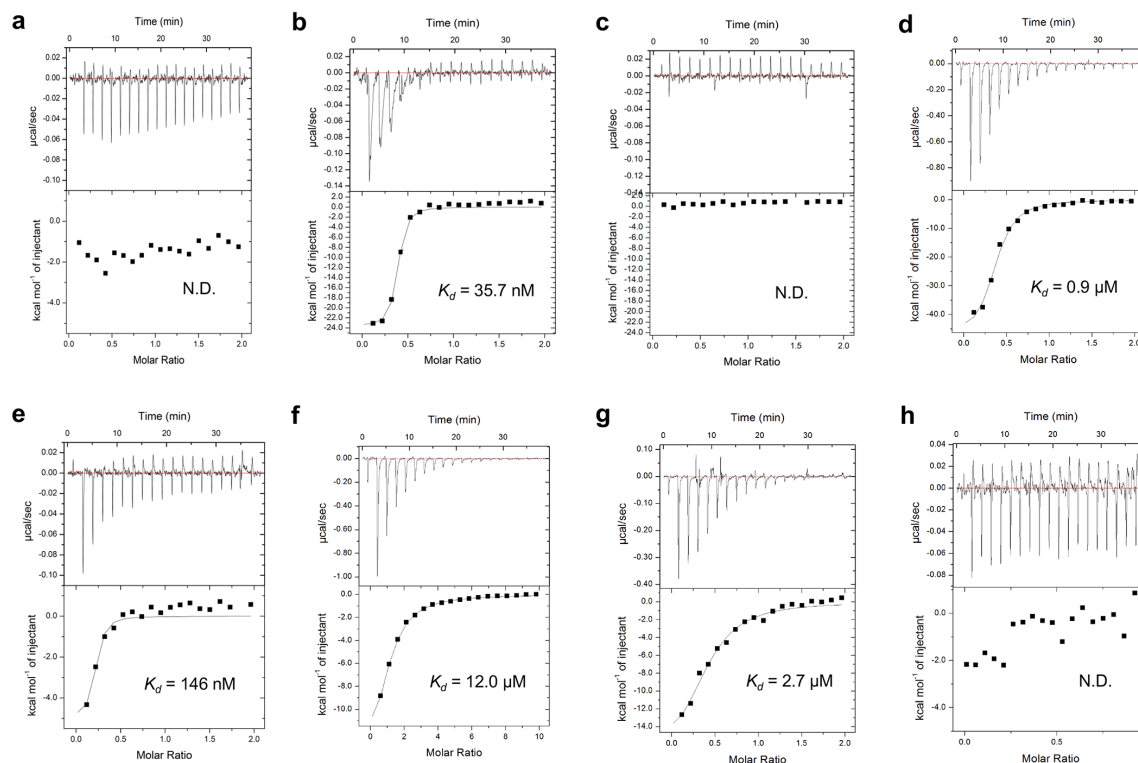 a
Time (min)
0 10 20 30
0.02
0.00
-0.02
-0.04
-0.06
-0.08
-0.10
µcal/sec
0.0
-2.0
-4.0
kcal mol⁻¹ of injectant
N.D.
0.0 0.5 1.0 1.5 2.0
Molar Ratio
b
Time (min)
0 10 20 30
0.02
0.00
-0.02
-0.04
-0.06
-0.08
-0.10
-0.12
-0.14
µcal/sec
2.0
0.0
-2.0
-4.0
-6.0
-8.0
-10.0
-12.0
-14.0
-16.0
-18.0
-20.0
-22.0
-24.0
kcal mol⁻¹ of injectant
Kd = 35.7 nM
0.0 0.5 1.0 1.5 2.0
Molar Ratio
c
Time (min)
0 10 20 30
0.02
0.00
-0.02
-0.04
-0.06
-0.08
-0.10
-0.12
-0.14
µcal/sec
2.0
0.0
-2.0
-4.0
-6.0
-8.0
-10.0
-12.0
-14.0
-16.0
-18.0
-20.0
-22.0
-24.0
kcal mol⁻¹ of injectant
N.D.
0.0 0.5 1.0 1.5 2.0
Molar Ratio
d
Time (min)
0 10 20 30
0.00
-0.20
-0.40
-0.60
-0.80
µcal/sec
0.0
-10.0
-20.0
-30.0
-40.0
kcal mol⁻¹ of injectant
Kd = 0.9 µM
0.0 0.5 1.0 1.5 2.0
Molar Ratio
e
Time (min)
0 10 20 30
0.02
0.00
-0.02
-0.04
-0.06
-0.08
-0.10
µcal/sec
0.0
-2.0
-4.0
kcal mol⁻¹ of injectant
Kd = 146 nM
0.0 0.5 1.0 1.5 2.0
Molar Ratio
f
Time (min)
0 10 20 30
0.00
-0.20
-0.40
-0.60
-0.80
-1.00
µcal/sec
0.0
-2.0
-4.0
-6.0
-8.0
-10.0
-12.0
kcal mol⁻¹ of injectant
Kd = 12.0 µM
0 2 4 6 8 10
Molar Ratio
g
Time (min)
0 10 20 30
0.10
0.00
-0.10
-0.20
-0.30
-0.40
µcal/sec
0.0
-2.0
-4.0
-6.0
-8.0
-10.0
-12.0
-14.0
kcal mol⁻¹ of injectant
Kd = 2.7 µM
0.0 0.5 1.0 1.5 2.0
Molar Ratio
h
Time (min)
0 10 20 30
0.04
0.02
0.00
-0.02
-0.04
-0.06
-0.08
µcal/sec
0.0
-2.0
-4.0
kcal mol⁻¹ of injectant
N.D.
0.0 0.5
Molar Ratio